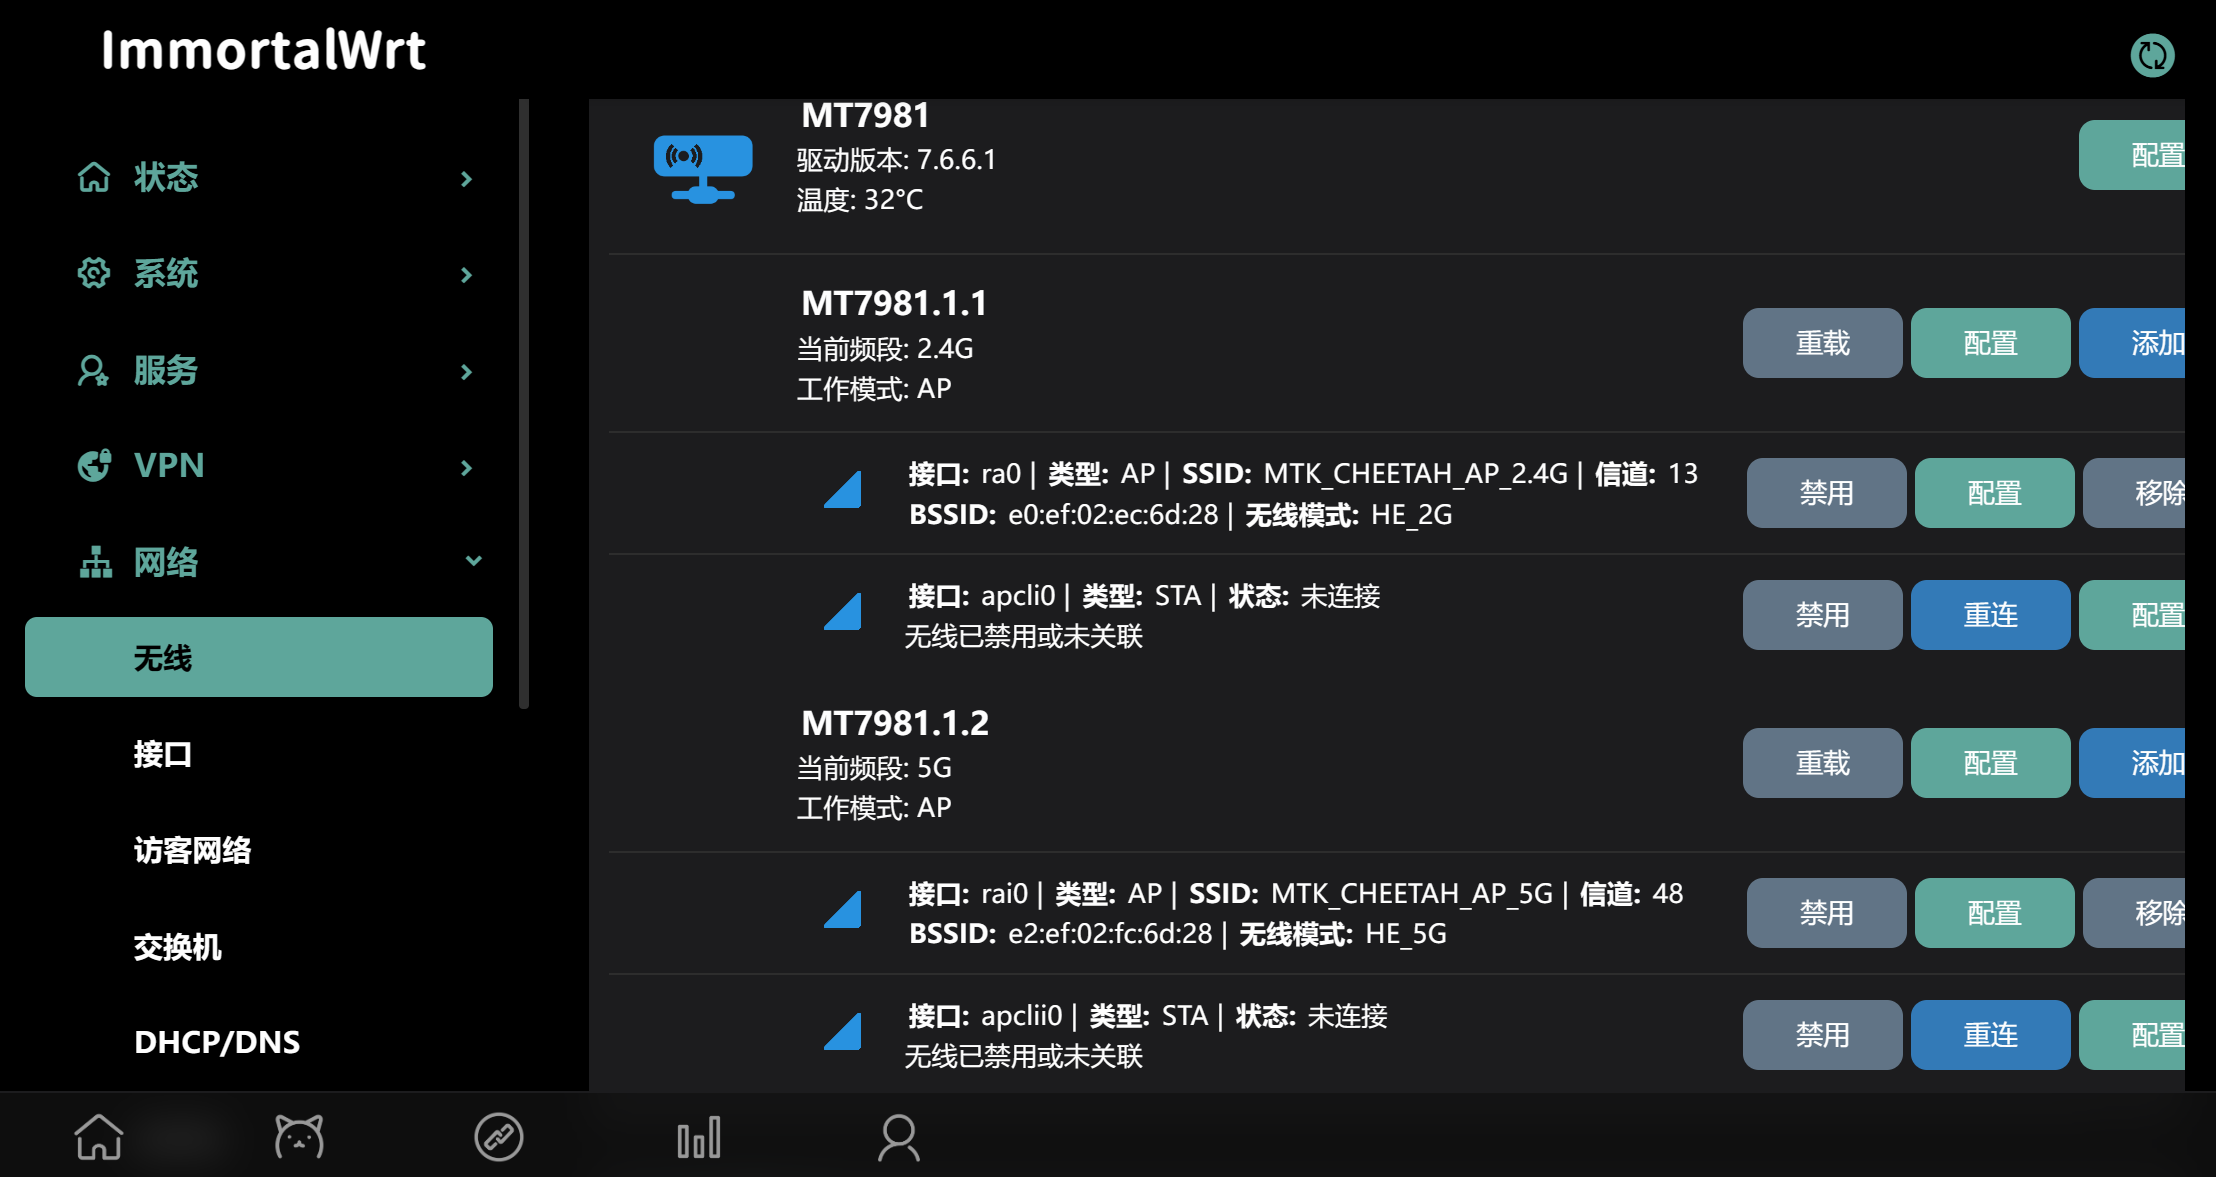 ImmortalWrt
状态
系统
服务
VPN
网络
无线
接口
访客网络
交换机
DHCP/DNS
MT7981
驱动版本: 7.6.6.1
温度: 32°C
配置
MT7981.1.1
当前频段: 2.4G
工作模式: AP
重载 配置 添加
接口: ra0 | 类型: AP | SSID: MTK_CHEETAH_AP_2.4G | 信道: 13
BSSID: e0:ef:02:ec:6d:28 | 无线模式: HE_2G
禁用 配置 移除
接口: apcli0 | 类型: STA | 状态: 未连接
无线已禁用或未关联
禁用 重连 配置
MT7981.1.2
当前频段: 5G
工作模式: AP
重载 配置 添加
接口: rai0 | 类型: AP | SSID: MTK_CHEETAH_AP_5G | 信道: 48
BSSID: e2:ef:02:fc:6d:28 | 无线模式: HE_5G
禁用 配置 移除
接口: apclii0 | 类型: STA | 状态: 未连接
无线已禁用或未关联
禁用 重连 配置